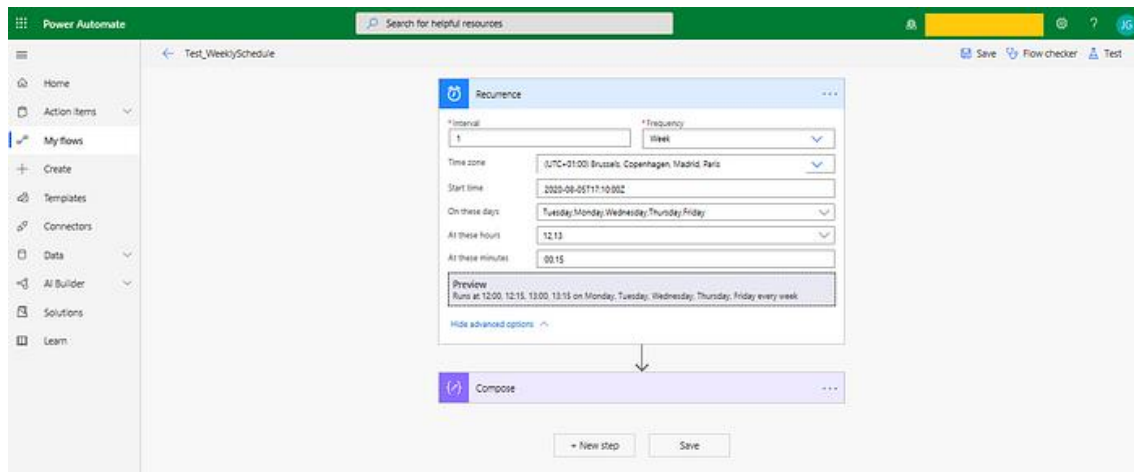 Power Automate
Search for helpful resources
JG
Test_WeeklySchedule
Save
Flow checker
Test
Home
Action items
My flows
Create
Templates
Connectors
Data
AI Builder
Solutions
Learn
Recurrence
*Interval
*Frequency
1
Week
Time zone
(UTC+01:00) Brussels, Copenhagen, Madrid, Paris
Start time
2020-08-05T17:10:00Z
On these days
Tuesday,Monday,Wednesday,Thursday,Friday
At these hours
12,13
At these minutes
00,15
Preview
Runs at 12:00, 12:15, 13:00, 13:15 on Monday, Tuesday, Wednesday, Thursday, Friday every week
Hide advanced options
Compose
+ New step
Save